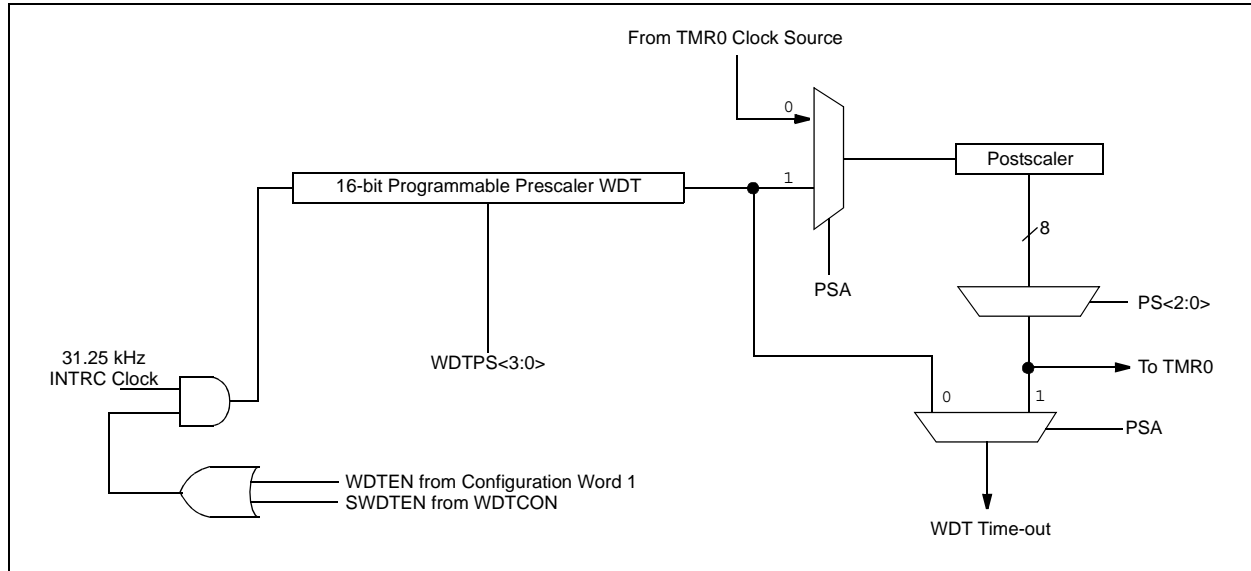 From TMR0 Clock Source
0
Postscaler
16-bit Programmable Prescaler WDT
1
8
PSA
PS<2:0>
31.25 kHz
INTRC Clock
WDTPS<3:0>
To TMR0
0
1
PSA
WDTEN from Configuration Word 1
SWDTEN from WDTCON
WDT Time-out